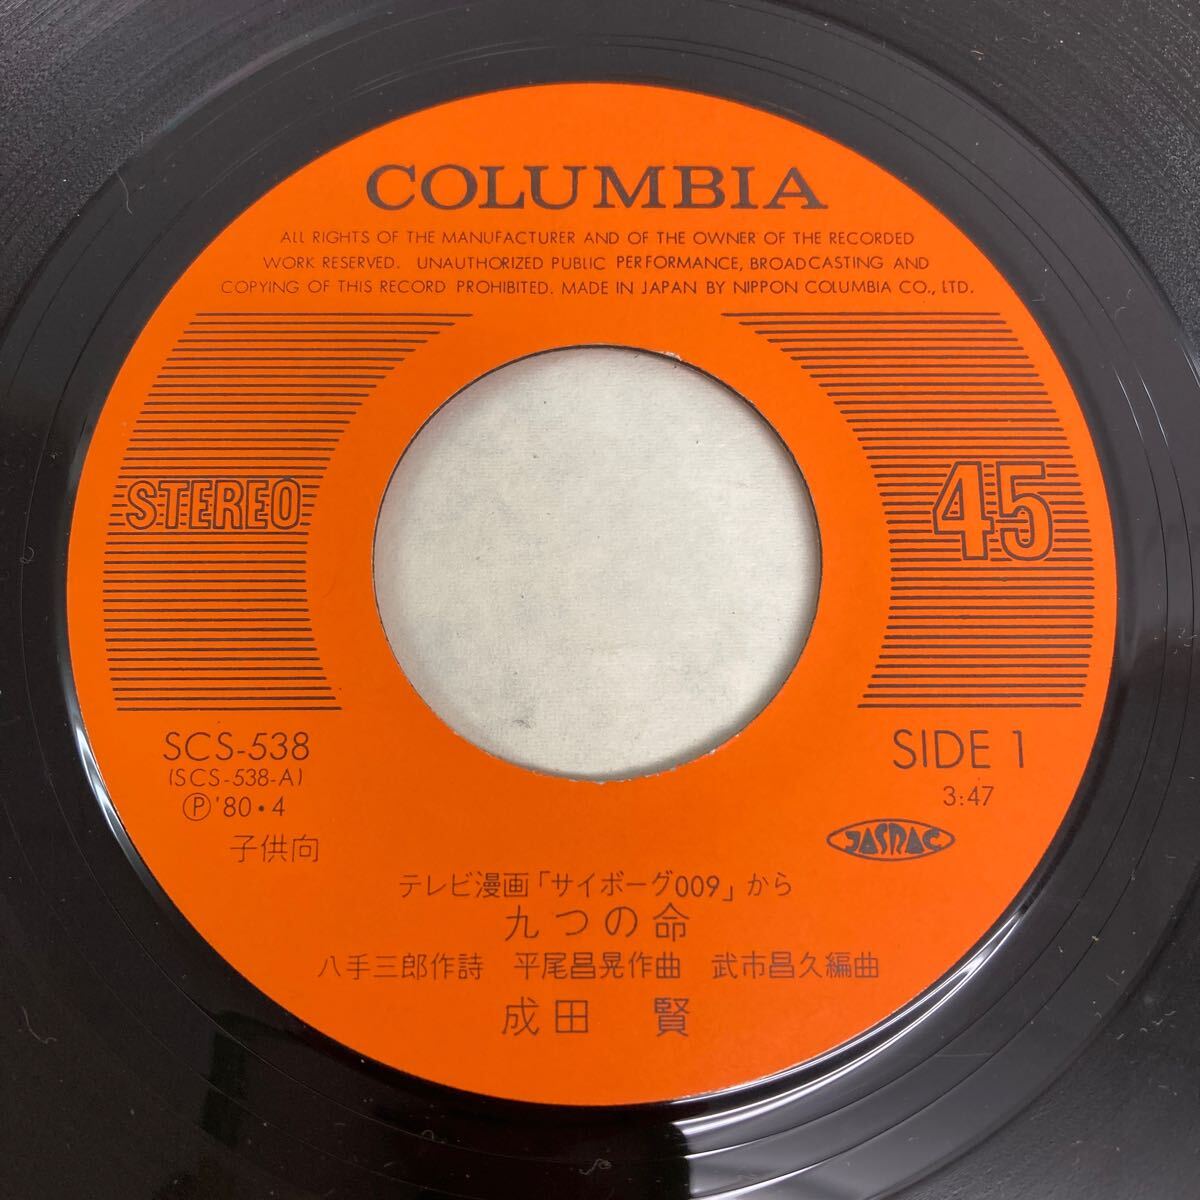 COLUMBIA
ALL RIGHTS OF THE MANUFACTURER AND OF THE OWNER OF THE RECORDED
WORK RESERVED. UNAUTHORIZED PUBLIC PERFORMANCE, BROADCASTING AND
COPYING OF THIS RECORD PROHIBITED. MADE IN JAPAN BY NIPPON COLUMBIA CO., LTD.
STEREO
45
SCS-538
(SCS-538-A)
Ⓟ'80・4
子供向
SIDE 1
3:47
JASRAC
テレビ漫画「サイボーグ009」から
九つの命
八手三郎作詩 平尾昌晃作曲 武市昌久編曲
成田 賢